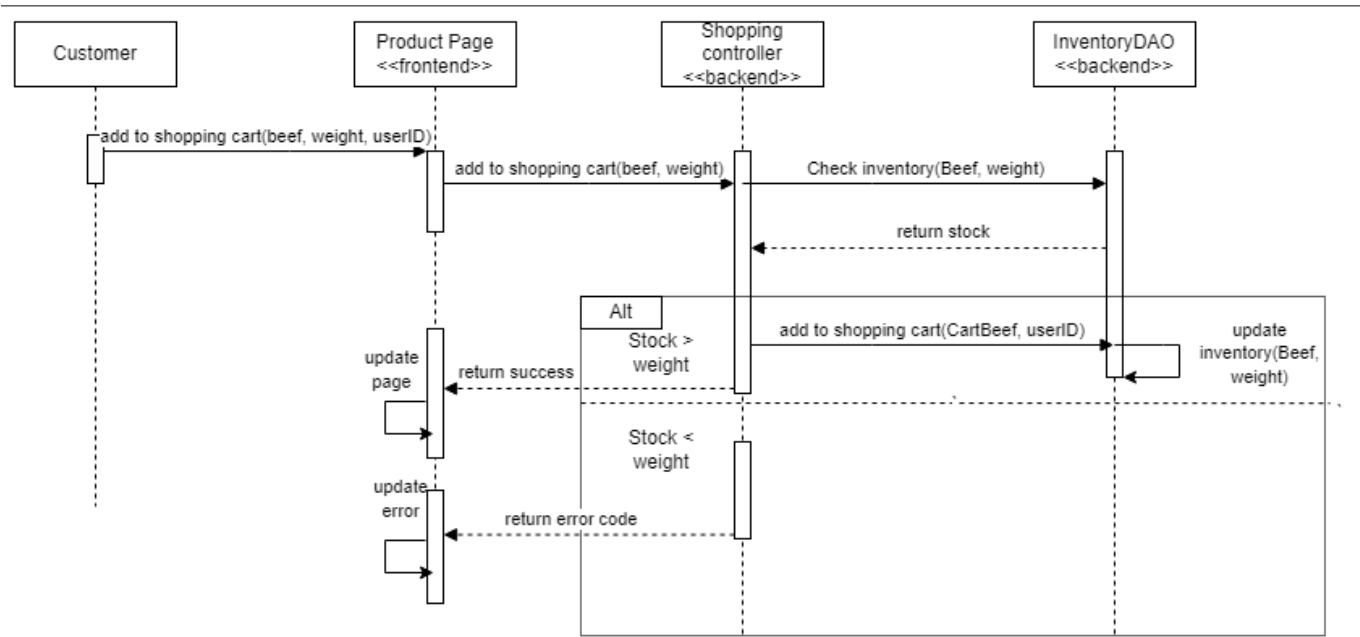 Customer
Product Page
<<frontend>>
Shopping
controller
<<backend>>
InventoryDAO
<<backend>>
add to shopping cart(beef, weight, userID)
add to shopping cart(beef, weight)
Check inventory(Beef, weight)
return stock
Alt
Stock >
weight
add to shopping cart(CartBeef, userID)
update
inventory(Beef,
weight)
update
page
return success
Stock <
weight
update
error
return error code